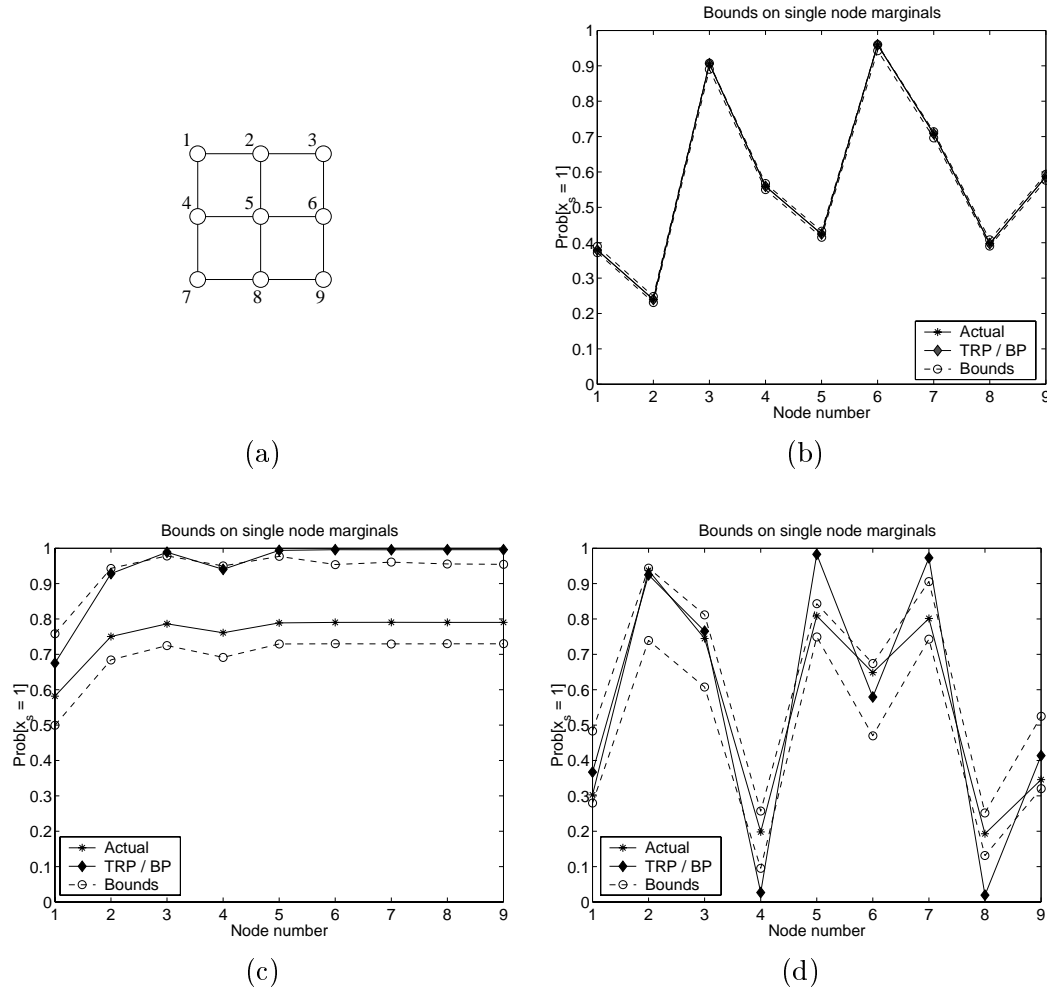 1 2 3
4 5 6
7 8 9
(a)
Bounds on single node marginals
1
0.9
0.8
0.7
0.6
0.5
0.4
0.3
0.2
0.1
0
Prob[x_s = 1]
Actual
TRP / BP
Bounds
1 2 3 4 5 6 7 8 9
Node number
(b)
Bounds on single node marginals
1
0.9
0.8
0.7
0.6
0.5
0.4
0.3
0.2
0.1
0
Prob[x_s = 1]
Actual
TRP / BP
Bounds
1 2 3 4 5 6 7 8 9
Node number
(c)
Bounds on single node marginals
1
0.9
0.8
0.7
0.6
0.5
0.4
0.3
0.2
0.1
0
Prob[x_s = 1]
Actual
TRP / BP
Bounds
1 2 3 4 5 6 7 8 9
Node number
(d)